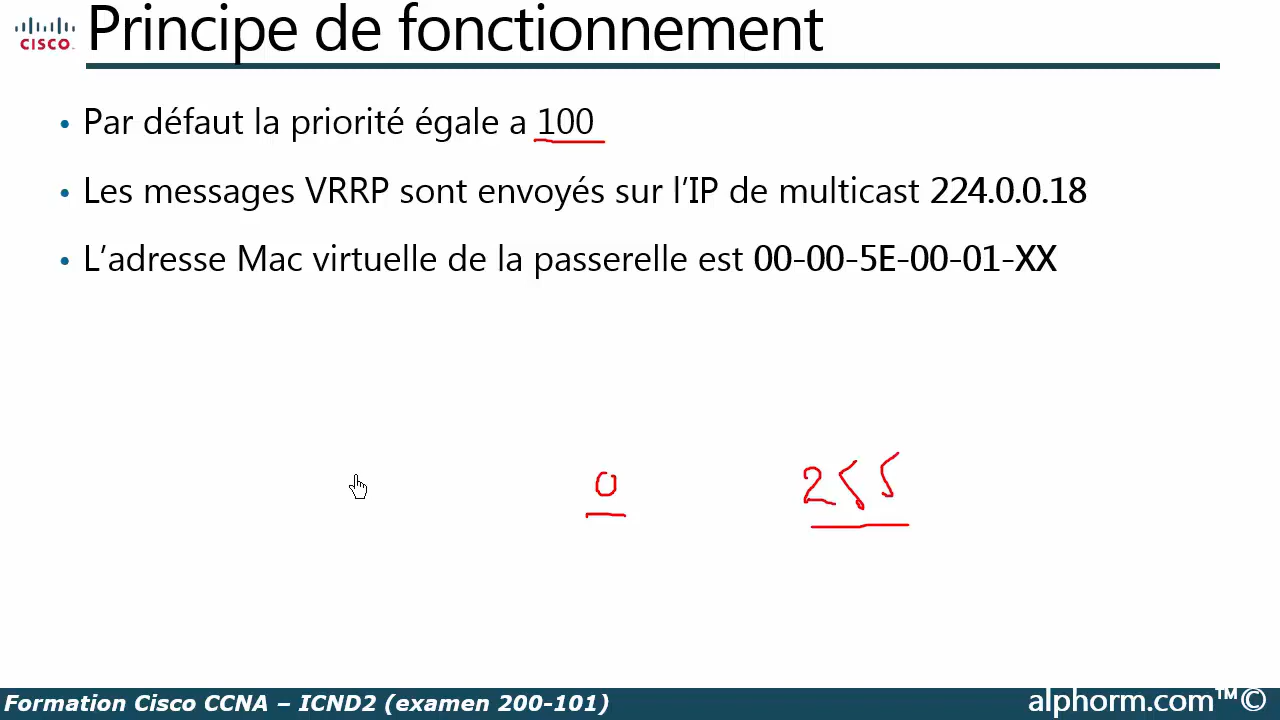 Principe de fonctionnement
CISCO
• Par défaut la priorité égale a 100
• Les messages VRRP sont envoyés sur l’IP de multicast 224.0.0.18
• L’adresse Mac virtuelle de la passerelle est 00-00-5E-00-01-XX
0 255
Formation Cisco CCNA – ICND2 (examen 200-101)
alphorm.com™©